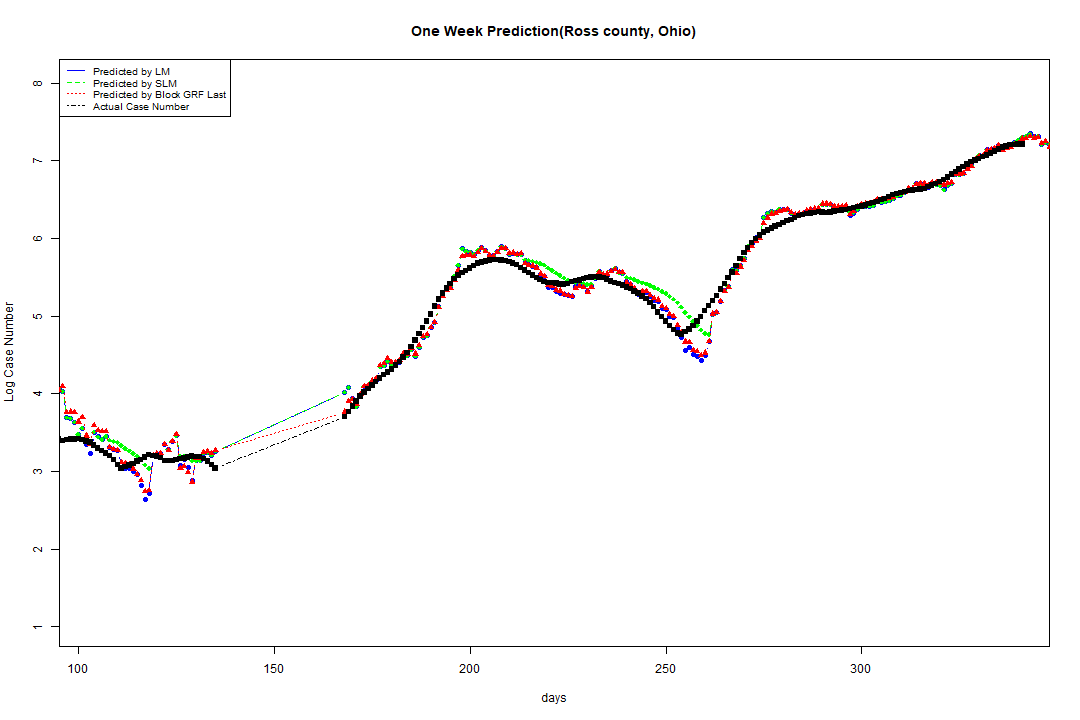 One Week Prediction(Ross county, Ohio)
Predicted by LM
Predicted by SLM
Predicted by Block GRF Last
Actual Case Number
8
7
6
5
4
3
2
1
Log Case Number
100 150 200 250 300
days